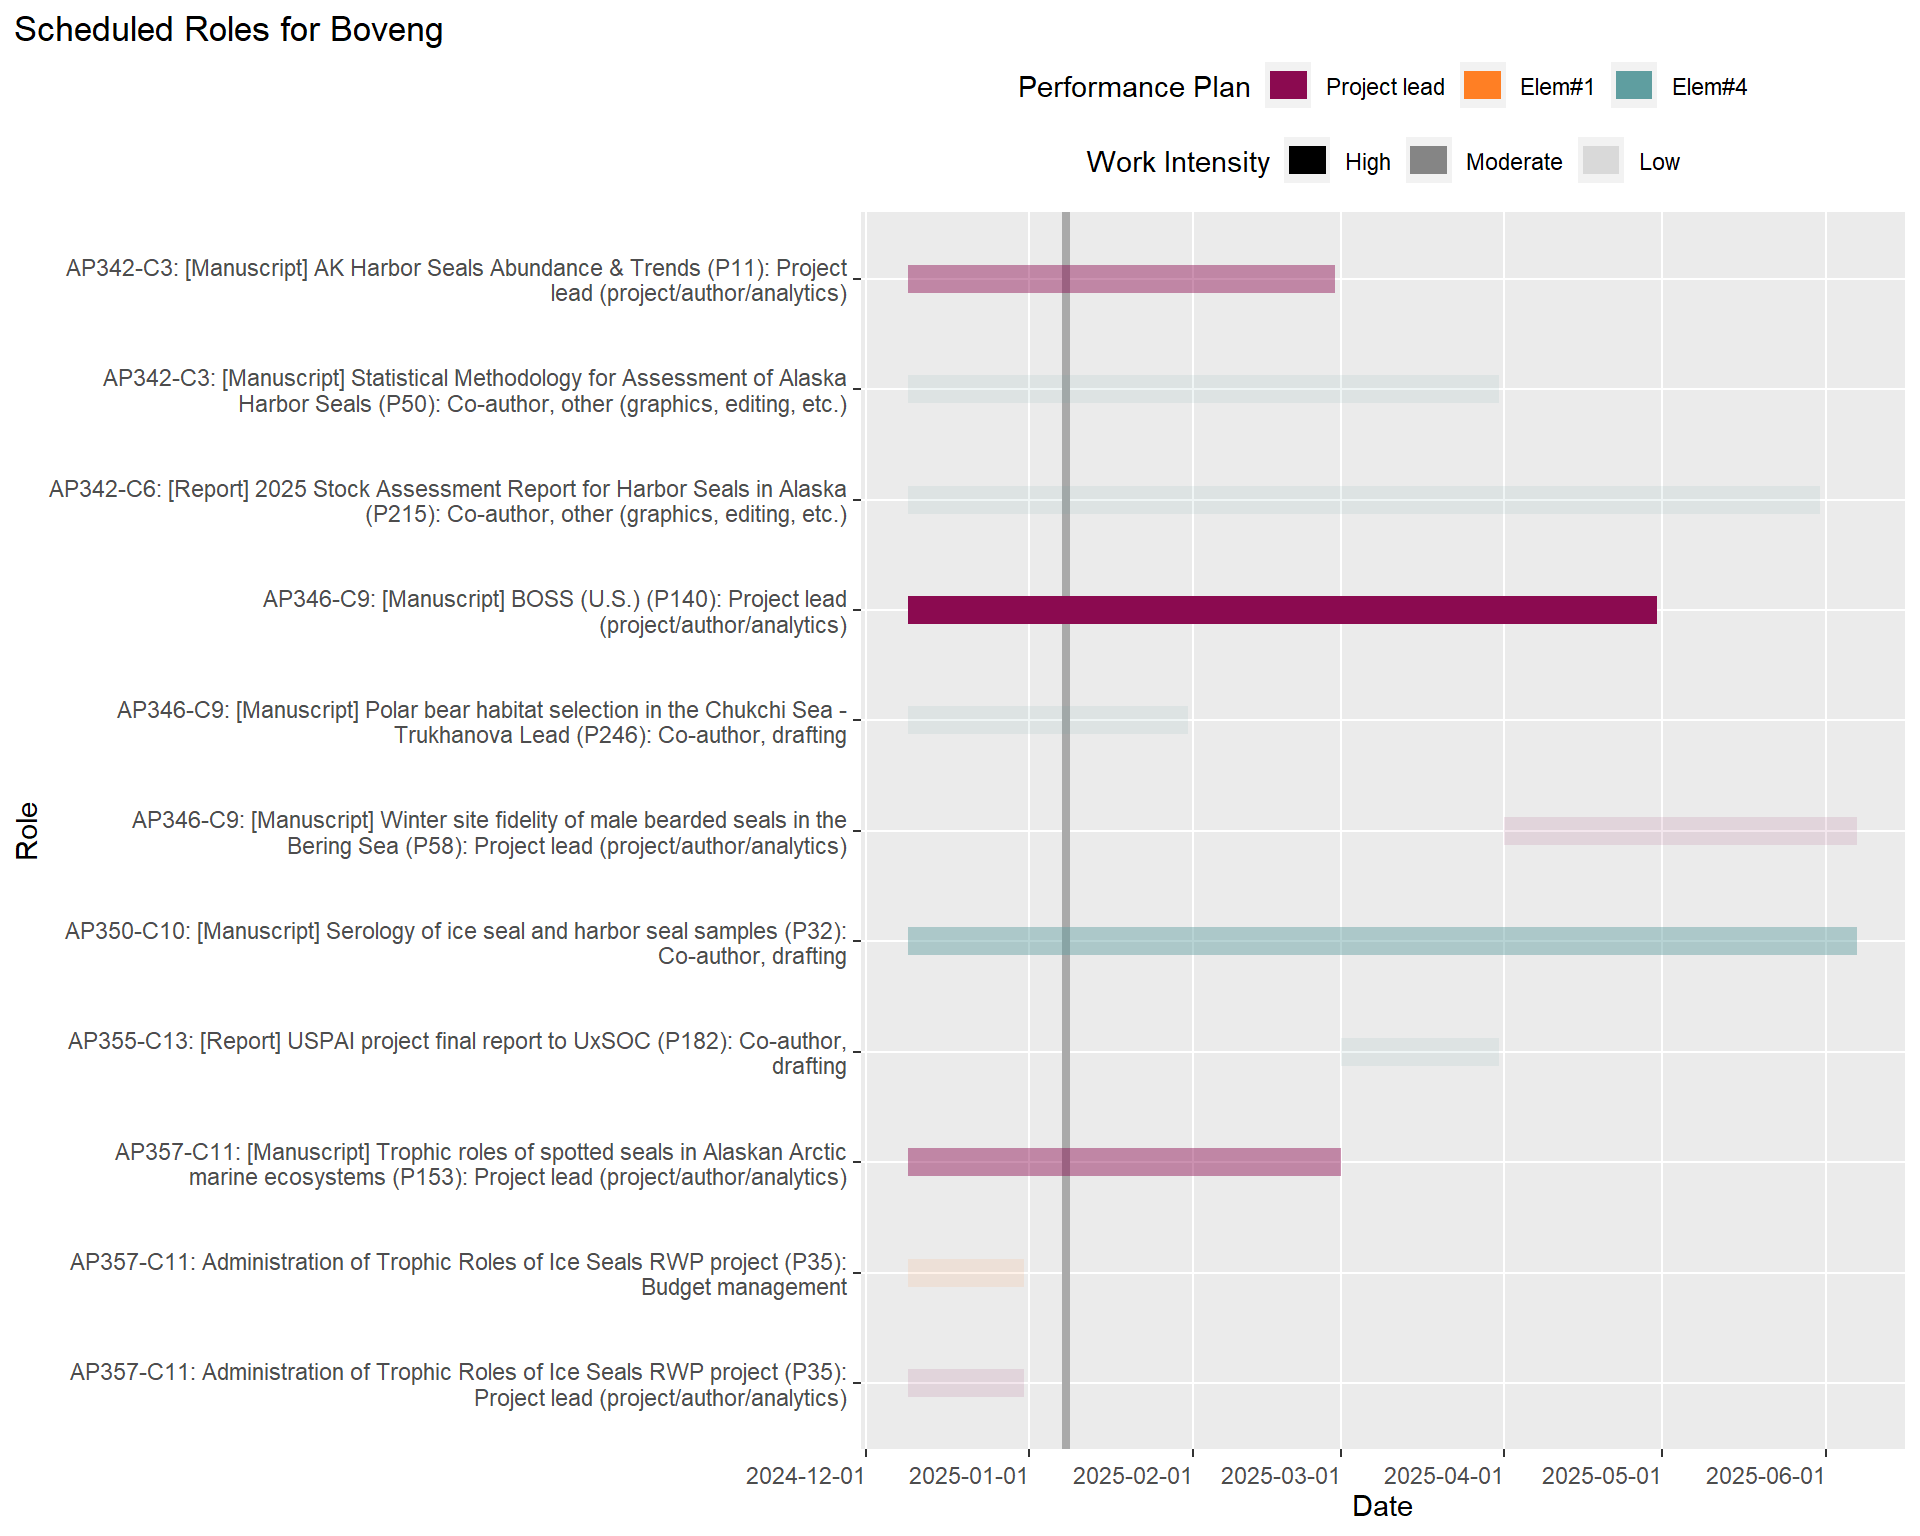 Scheduled Roles for Boveng
Performance Plan Project lead Elem#1 Elem#4
Work Intensity High Moderate Low
AP342-C3: [Manuscript] AK Harbor Seals Abundance & Trends (P11): Project
lead (project/author/analytics)
AP342-C3: [Manuscript] Statistical Methodology for Assessment of Alaska
Harbor Seals (P50): Co-author, other (graphics, editing, etc.)
AP342-C6: [Report] 2025 Stock Assessment Report for Harbor Seals in Alaska
(P215): Co-author, other (graphics, editing, etc.)
AP346-C9: [Manuscript] BOSS (U.S.) (P140): Project lead
(project/author/analytics)
AP346-C9: [Manuscript] Polar bear habitat selection in the Chukchi Sea -
Trukhanova Lead (P246): Co-author, drafting
AP346-C9: [Manuscript] Winter site fidelity of male bearded seals in the
Bering Sea (P58): Project lead (project/author/analytics)
AP350-C10: [Manuscript] Serology of ice seal and harbor seal samples (P32):
Co-author, drafting
AP355-C13: [Report] USPAI project final report to UxSOC (P182): Co-author,
drafting
AP357-C11: [Manuscript] Trophic roles of spotted seals in Alaskan Arctic
marine ecosystems (P153): Project lead (project/author/analytics)
AP357-C11: Administration of Trophic Roles of Ice Seals RWP project (P35):
Budget management
AP357-C11: Administration of Trophic Roles of Ice Seals RWP project (P35):
Project lead (project/author/analytics)
Role
2024-12-01 2025-01-01 2025-02-01 2025-03-01 2025-04-01 2025-05-01 2025-06-01
Date